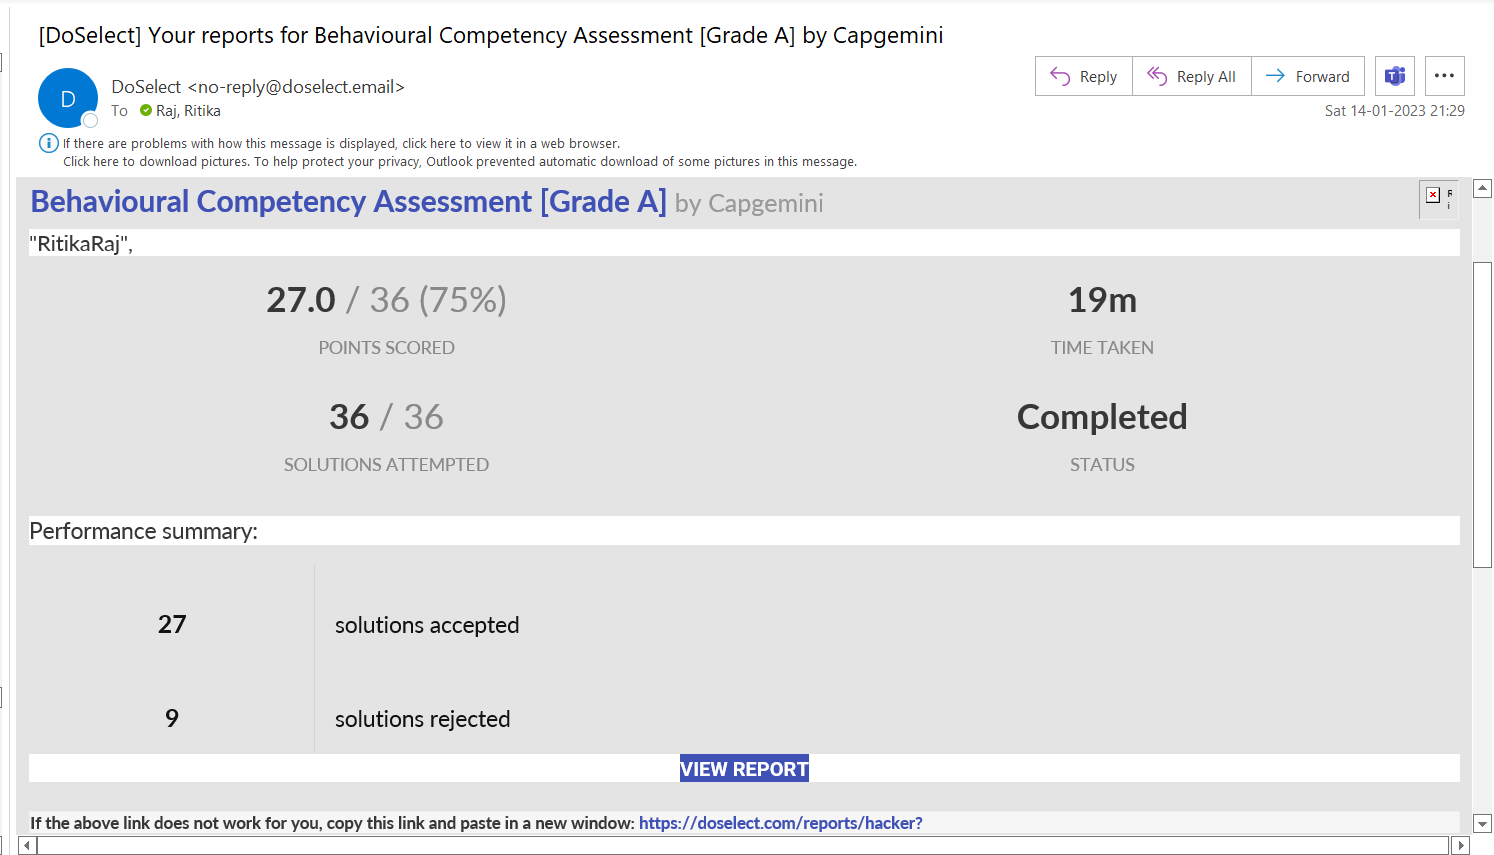 [DoSelect] Your reports for Behavioural Competency Assessment [Grade A] by Capgemini
D
DoSelect <no-reply@doselect.email>
To Raj, Ritika
Reply
Reply All
Forward
Sat 14-01-2023 21:29
If there are problems with how this message is displayed, click here to view it in a web browser.
Click here to download pictures. To help protect your privacy, Outlook prevented automatic download of some pictures in this message.
Behavioural Competency Assessment [Grade A] by Capgemini
"RitikaRaj",
27.0 / 36 (75%)
POINTS SCORED
19m
TIME TAKEN
36 / 36
SOLUTIONS ATTEMPTED
Completed
STATUS
Performance summary:
27 solutions accepted
9 solutions rejected
VIEW REPORT
If the above link does not work for you, copy this link and paste in a new window: https://doselect.com/reports/hacker?